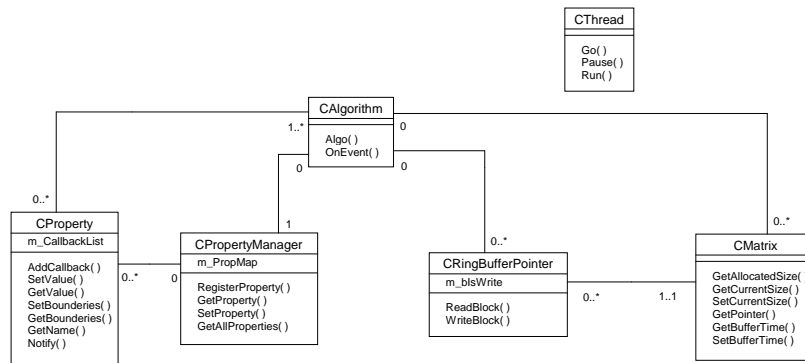 CThread
Go( )
Pause( )
Run( )
CAlgorithm
Algo( )
OnEvent( )
1..*
0
0
0
0..*
1
0..*
0..*
CProperty
m_CallbackList
AddCallback( )
SetValue( )
GetValue( )
SetBounderies( )
GetBounderies( )
GetName( )
Notify( )
0..*
0
CPropertyManager
m_PropMap
RegisterProperty( )
GetProperty( )
SetProperty( )
GetAllProperties( )
CRingBufferPointer
m_bIsWrite
ReadBlock( )
WriteBlock( )
0..*
1..1
CMatrix
GetAllocatedSize( )
GetCurrentSize( )
SetCurrentSize( )
GetPointer( )
GetBufferTime( )
SetBufferTime( )